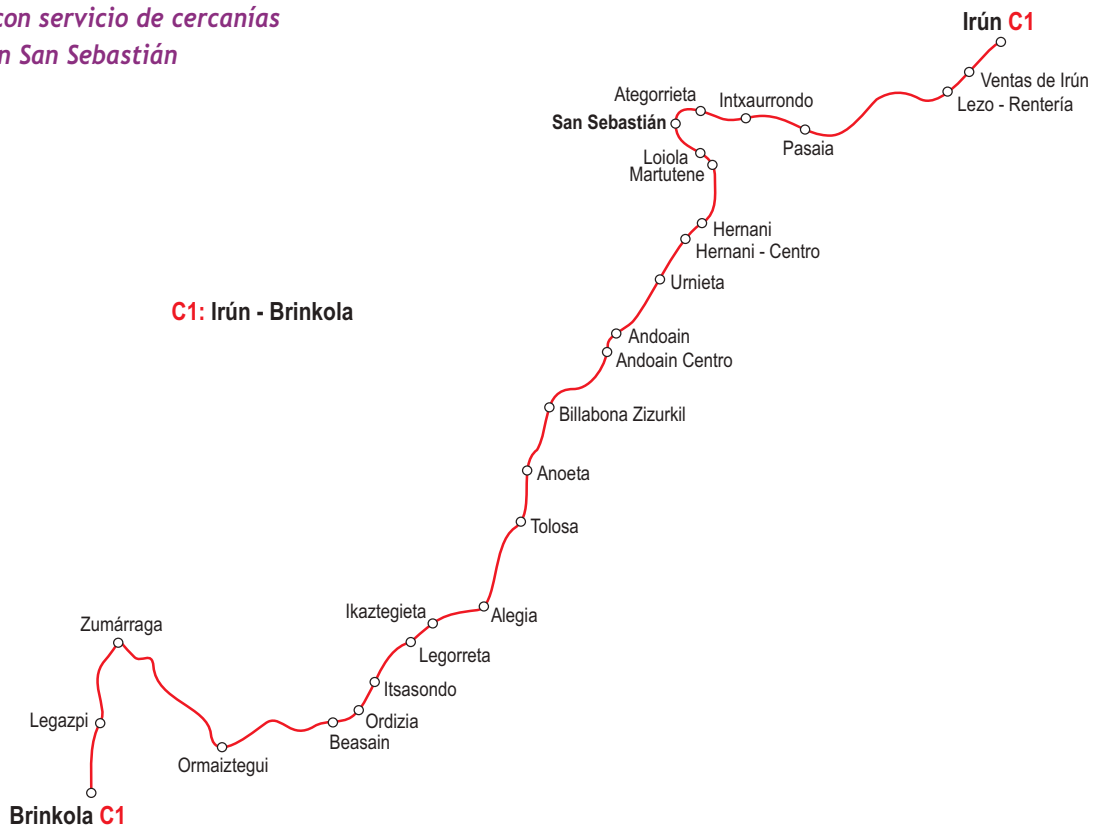 con servicio de cercanías
n San Sebastián
Irún C1
Ventas de Irún
Lezo - Rentería
Ategorrieta
Intxaurrondo
San Sebastián
Pasaia
Loiola
Martutene
Hernani
Hernani - Centro
Urnieta
C1: Irún - Brinkola
Andoain
Andoain Centro
Billabona Zizurkil
Anoeta
Tolosa
Ikaztegieta
Alegia
Zumárraga
Legorreta
Itsasondo
Legazpi
Ordizia
Beasain
Ormaiztegui
Brinkola C1